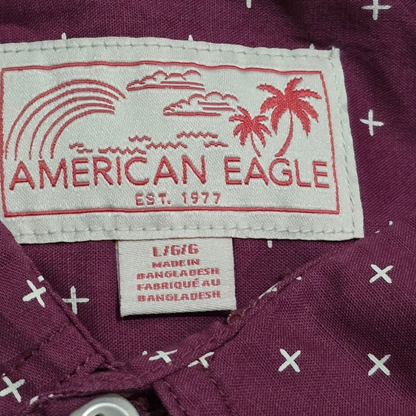 AMERICAN EAGLE
EST. 1977
L/G/G
MADE IN
BANGLADESH
FABRIQUÉ AU
BANGLADESH